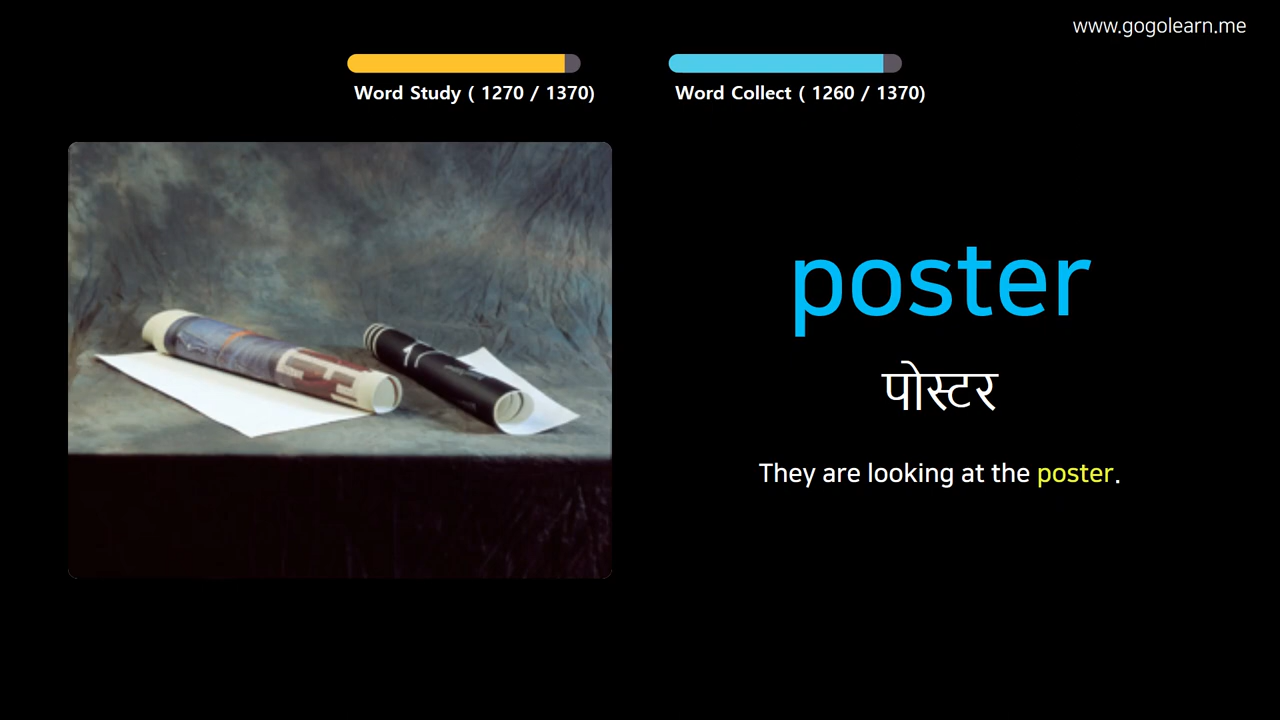 www.gogolearn.me
Word Study ( 1270 / 1370)
Word Collect ( 1260 / 1370)
poster
पोस्टर
They are looking at the poster.